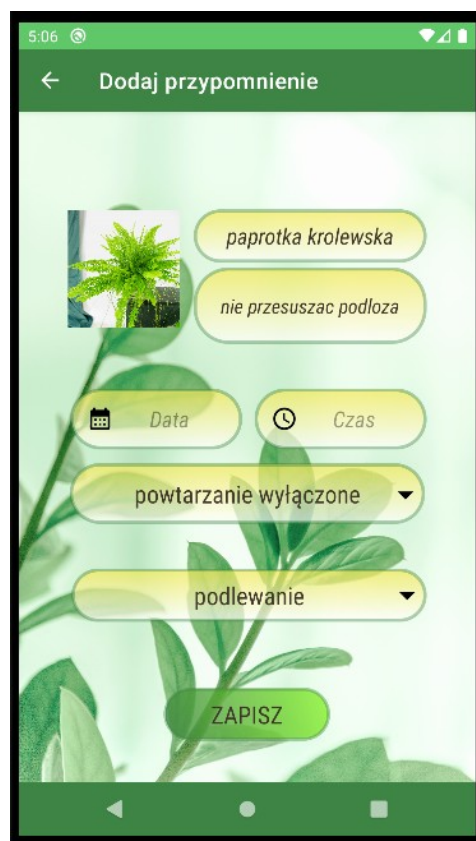 5:06
Dodaj przypomnienie
paprotka krolewska
nie przesuszac podloza
Data
Czas
powtarzanie wyłączone
podlewanie
ZAPISZ